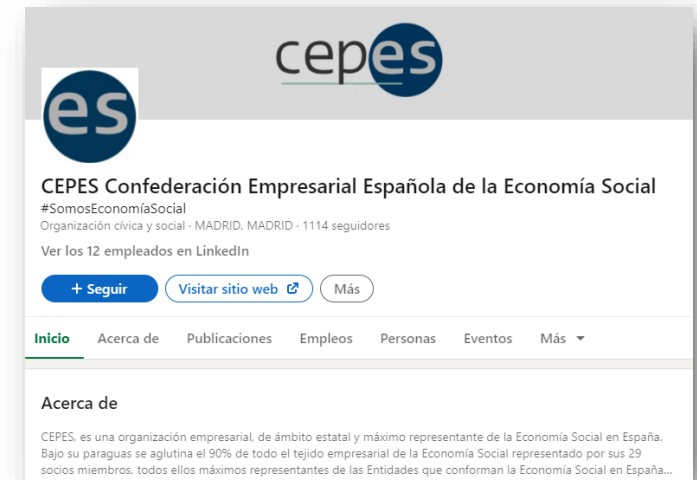 cepes
es
CEPES Confederación Empresarial Española de la Economía Social
#SomosEconomíaSocial
Organización cívica y social · MADRID, MADRID · 1114 seguidores
Ver los 12 empleados en LinkedIn
+ Seguir Visitar sitio web Más
Inicio Acerca de Publicaciones Empleos Personas Eventos Más
Acerca de
CEPES, es una organización empresarial, de ámbito estatal y máximo representante de la Economía Social en España.
Bajo su paraguas se aglutina el 90% de todo el tejido empresarial de la Economía Social representado por sus 29
socios miembros, todos ellos máximos representantes de las Entidades que conforman la Economía Social en España...